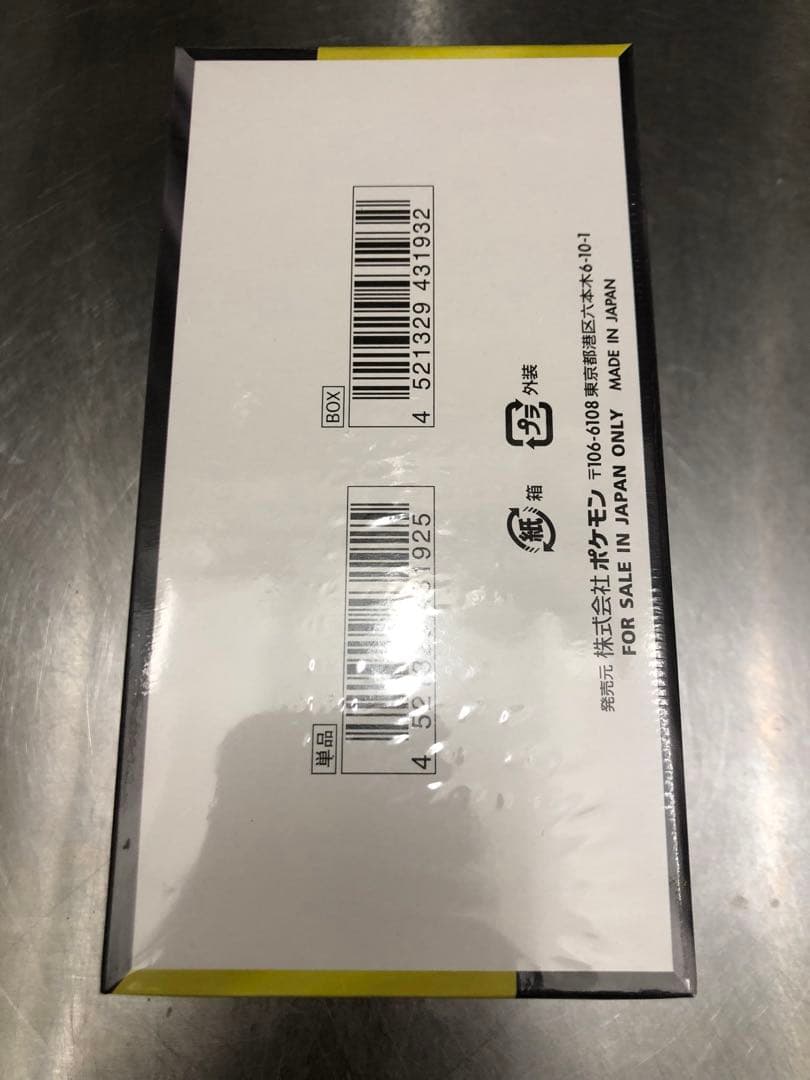 単品
4 52 1925
BOX
4 521329 431932
紙 箱
プラ 外装
発売元 株式会社 ポケモン 〒106-6108 東京都港区六本木6-10-1
FOR SALE IN JAPAN ONLY MADE IN JAPAN